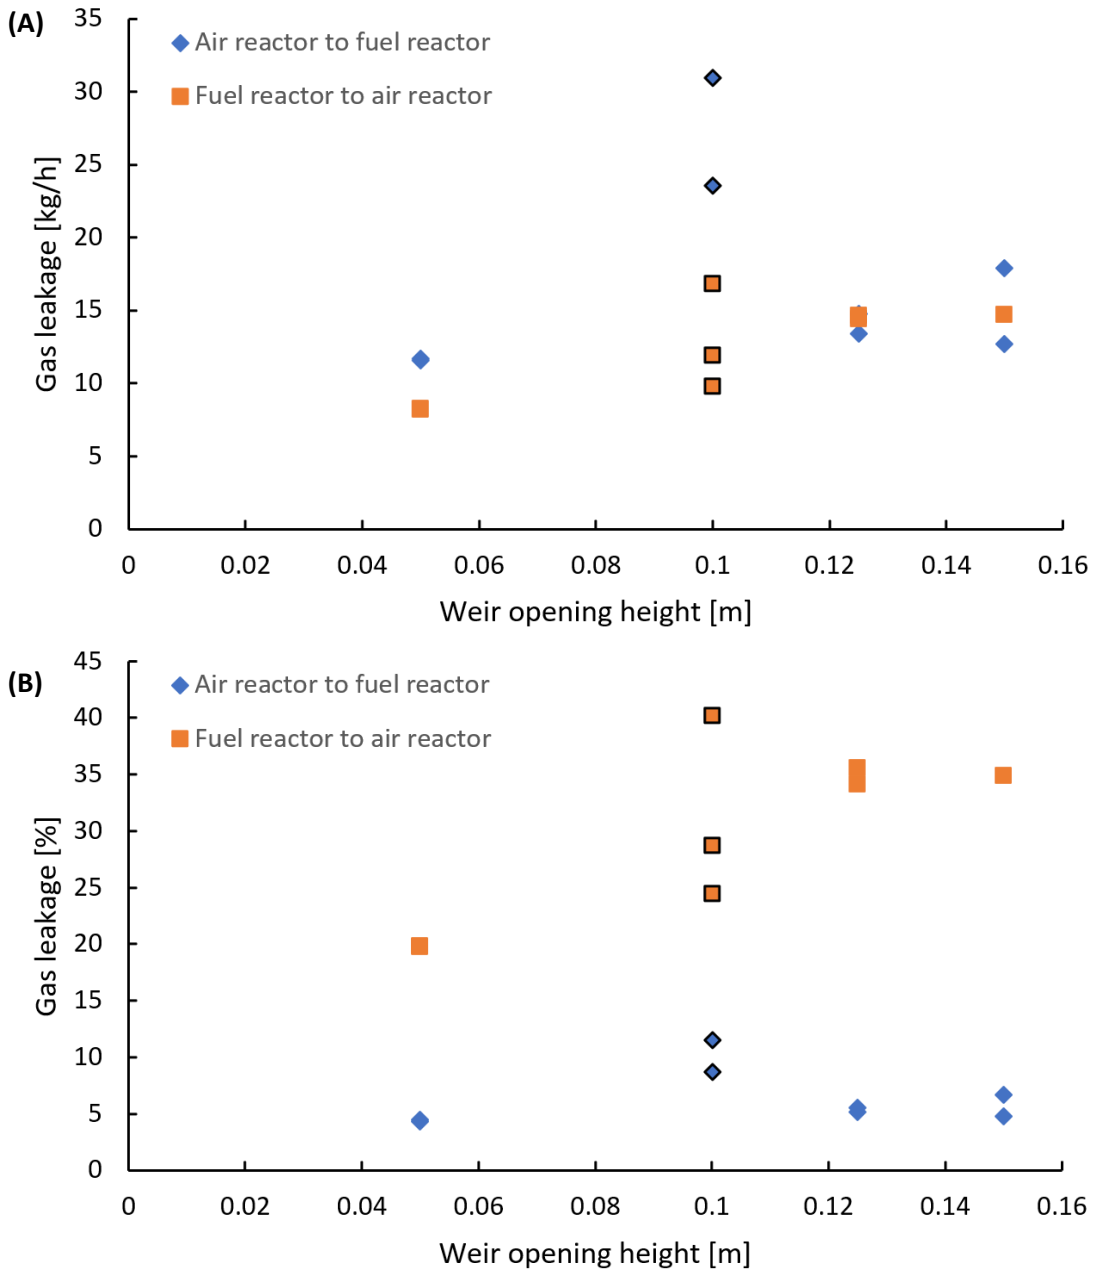 (A)
35
30
25
20
15
10
5
0
Gas leakage [kg/h]
Air reactor to fuel reactor
Fuel reactor to air reactor
0 0.02 0.04 0.06 0.08 0.1 0.12 0.14 0.16
Weir opening height [m]
(B)
45
40
35
30
25
20
15
10
5
0
Gas leakage [%]
Air reactor to fuel reactor
Fuel reactor to air reactor
0 0.02 0.04 0.06 0.08 0.1 0.12 0.14 0.16
Weir opening height [m]